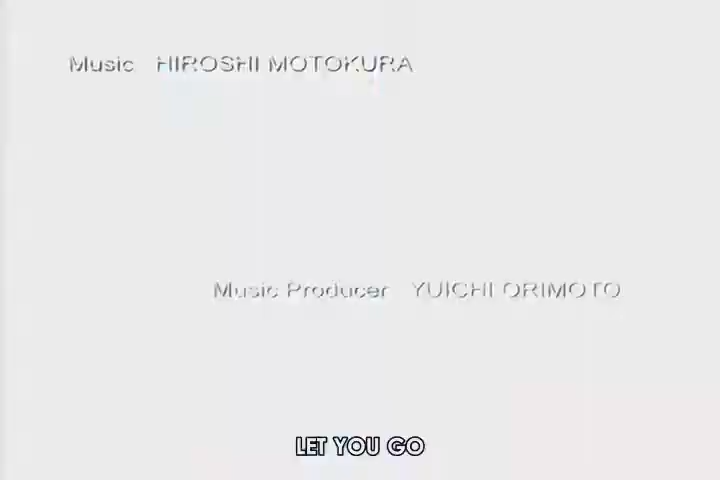 Music HIROSHI MOTOKURA
Music Producer YUICHI ORIMOTO
LET YOU GO